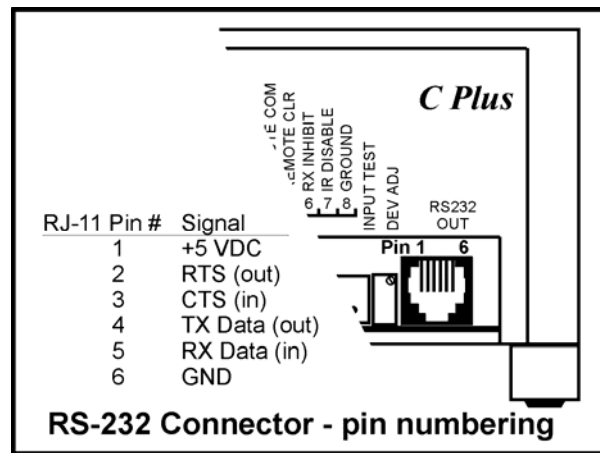 C Plus
COM
CLR
RX INHIBIT
IR DISABLE
GROUND
INPUT TEST
DEV ADJ
6 7 8
RS232
OUT
Pin 1 6
RJ-11 Pin # Signal
1 +5 VDC
2 RTS (out)
3 CTS (in)
4 TX Data (out)
5 RX Data (in)
6 GND
RS-232 Connector - pin numbering